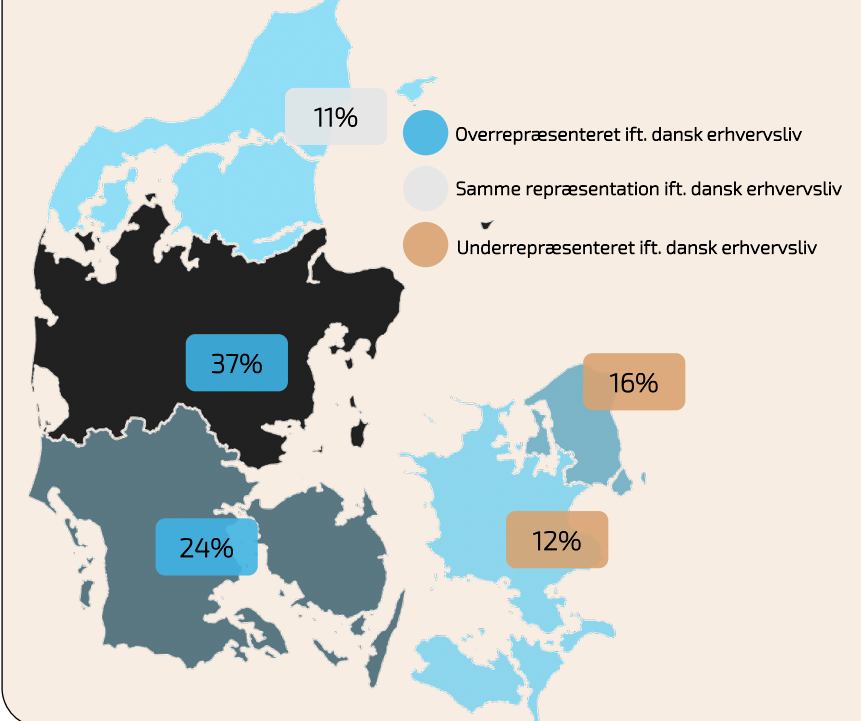 11%
Overrepræsenteret ift. dansk erhvervsliv
Samme repræsentation ift. dansk erhvervsliv
Underrepræsenteret ift. dansk erhvervsliv
37%
16%
24%
12%